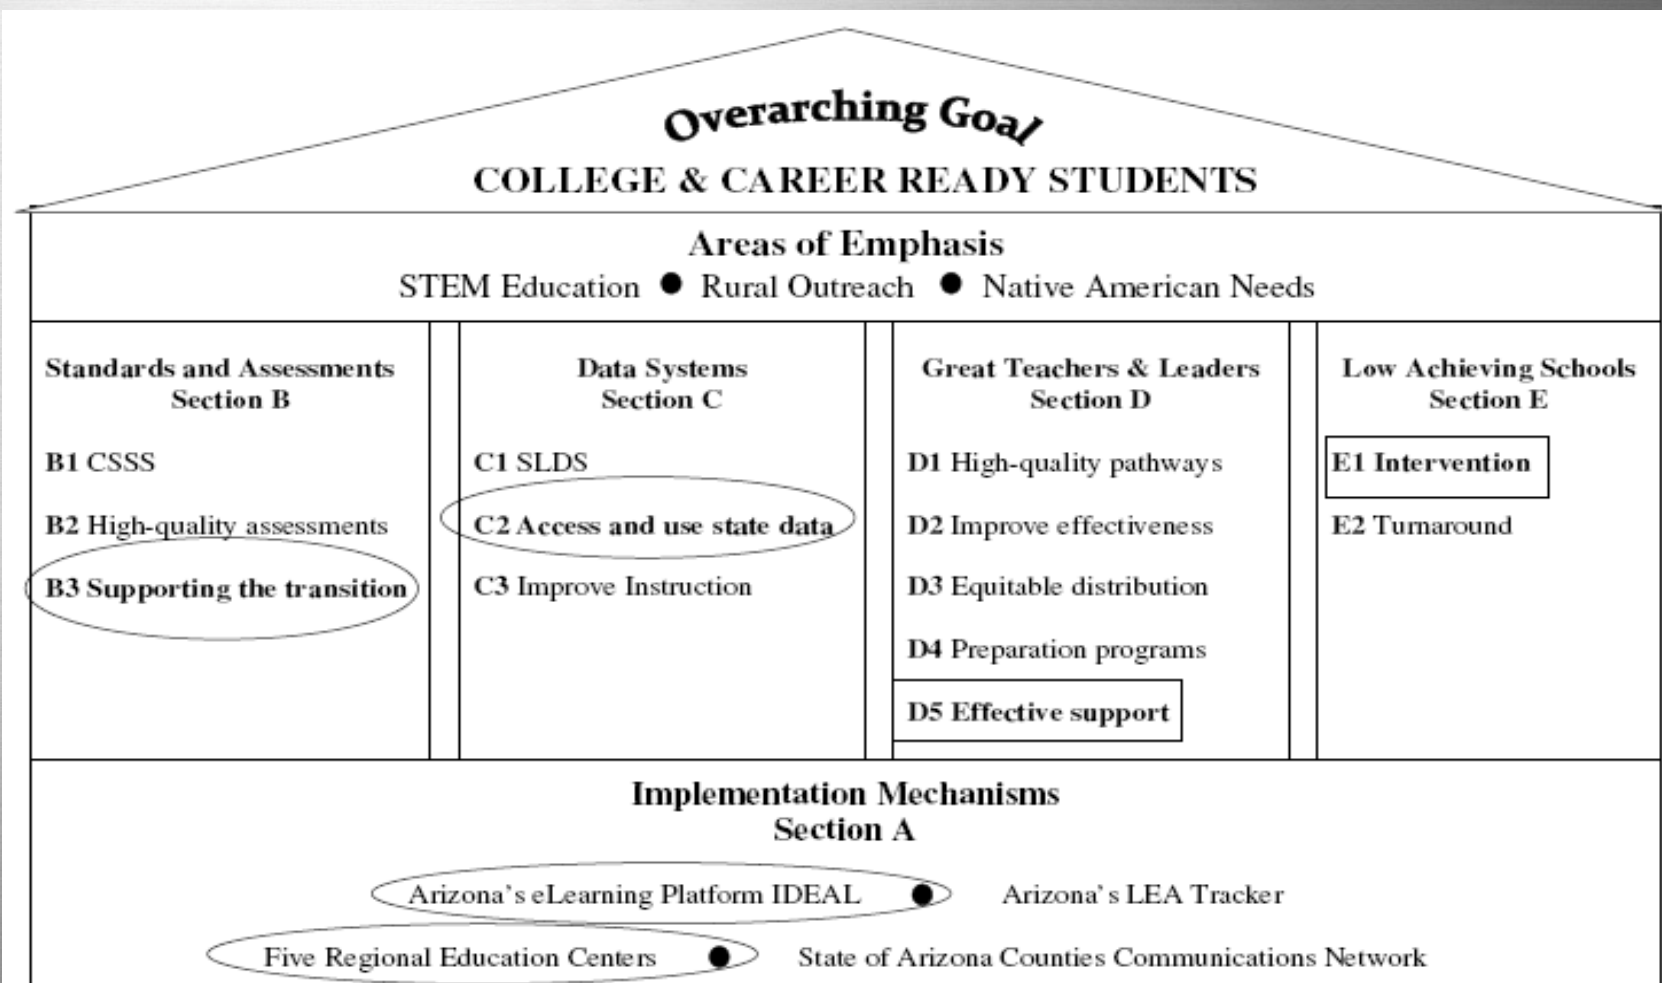 Overarching Goal
COLLEGE & CAREER READY STUDENTS
Areas of Emphasis
STEM Education ● Rural Outreach ● Native American Needs
Standards and Assessments
Section B
B1 CSSS
B2 High-quality assessments
B3 Supporting the transition
Data Systems
Section C
C1 SLDS
C2 Access and use state data
C3 Improve Instruction
Great Teachers & Leaders
Section D
D1 High-quality pathways
D2 Improve effectiveness
D3 Equitable distribution
D4 Preparation programs
D5 Effective support
Low Achieving Schools
Section E
E1 Intervention
E2 Turnaround
Implementation Mechanisms
Section A
Arizona's eLearning Platform IDEAL ● Arizona's LEA Tracker
Five Regional Education Centers ● State of Arizona Counties Communications Network